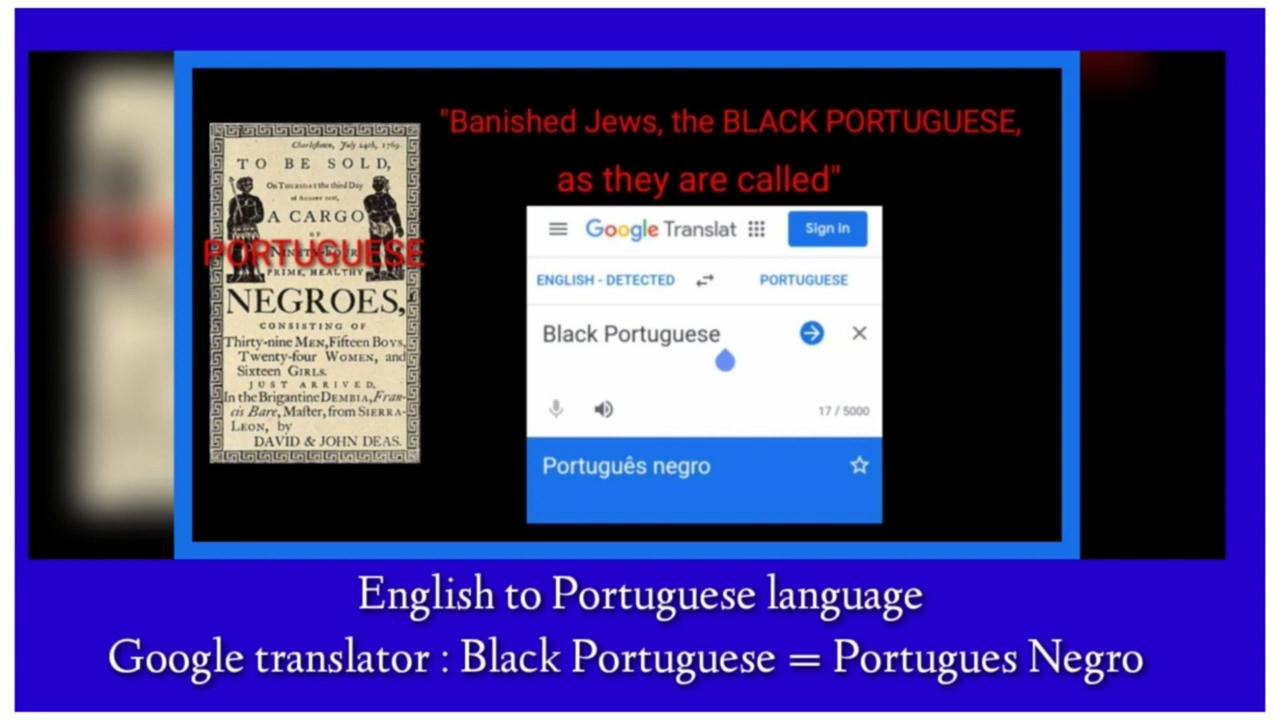 "Banished Jews, the BLACK PORTUGUESE,
as they are called"
Charlestown, July 24th, 1769.
TO BE SOLD,
On THURSDAY the third Day
of AUGUST next,
A CARGO
OF
NINETY-FOUR
PORTUGUESE
PRIME, HEALTHY
NEGROES,
CONSISTING OF
Thirty-nine MEN, Fifteen BOYS,
Twenty-four WOMEN, and
Sixteen GIRLS.
JUST ARRIVED,
In the Brigantine DEMBIA, Fran-
cis Bare, Master, from SIERRA-
LEON, by
DAVID & JOHN DEAS.
Google Translat
Sign in
ENGLISH - DETECTED
PORTUGUESE
Black Portuguese
17 / 5000
Português negro
English to Portuguese language
Google translator : Black Portuguese = Portugues Negro